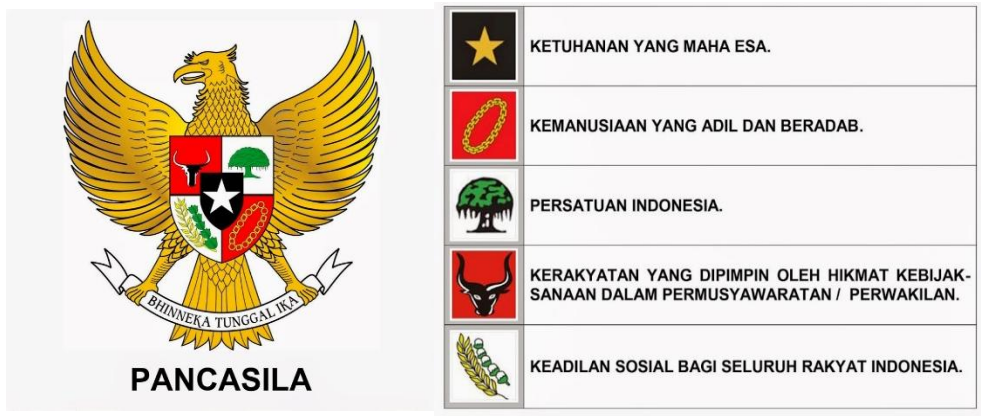 BHINNEKA TUNGGAL IKA
PANCASILA
KETUHANAN YANG MAHA ESA.
KEMANUSIAAN YANG ADIL DAN BERADAB.
PERSATUAN INDONESIA.
KERAKYATAN YANG DIPIMPIN OLEH HIKMAT KEBIJAK-
SANAAN DALAM PERMUSYAWARATAN / PERWAKILAN.
KEADILAN SOSIAL BAGI SELURUH RAKYAT INDONESIA.